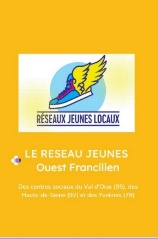 RÉSEAUX JEUNES LOCAUX
LE RESEAU JEUNES
Ouest Francilien
Des centres sociaux du Val d'Oise (95), des
Hauts-de-Seine (92) et des Yvelines (78)